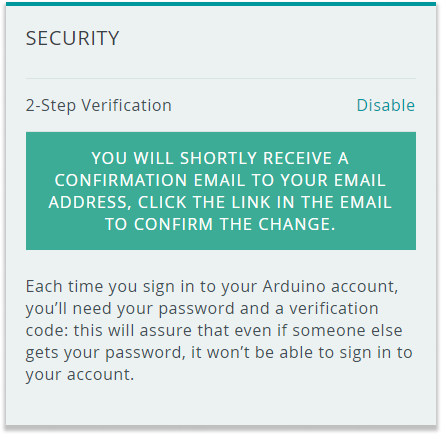 SECURITY
2-Step Verification
Disable
YOU WILL SHORTLY RECEIVE A
CONFIRMATION EMAIL TO YOUR EMAIL
ADDRESS, CLICK THE LINK IN THE EMAIL
TO CONFIRM THE CHANGE.
Each time you sign in to your Arduino account,
you’ll need your password and a verification
code: this will assure that even if someone else
gets your password, it won’t be able to sign in to
your account.